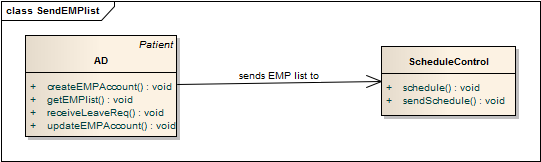 class SendEMPlist
Patient
AD
+ createEMPAccount() : void
+ getEMPlist() : void
+ receiveLeaveReq() : void
+ updateEMPAccount() : void
sends EMP list to
ScheduleControl
+ schedule() : void
+ sendSchedule() : void